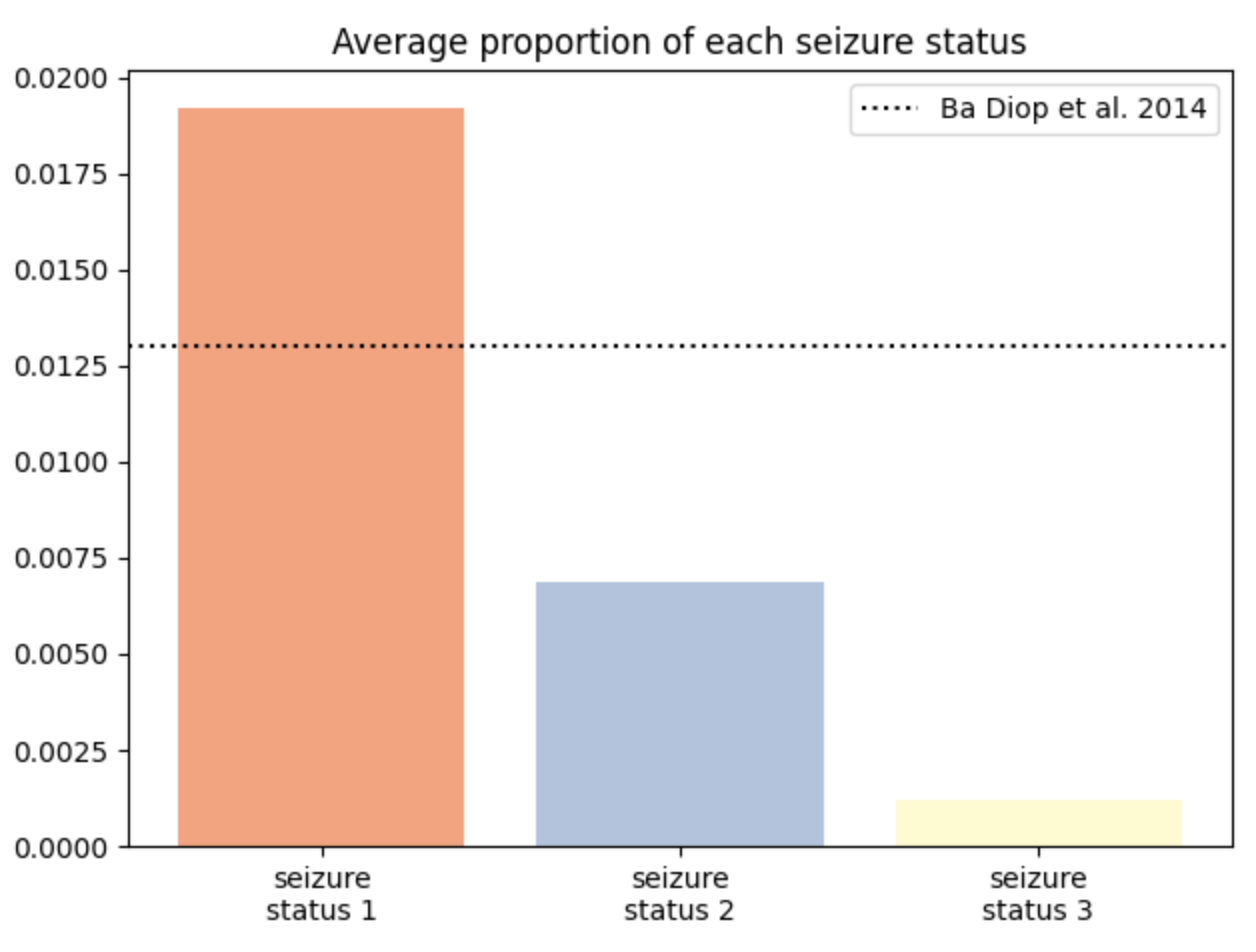 Average proportion of each seizure status
0.0200
0.0175
0.0150
0.0125
0.0100
0.0075
0.0050
0.0025
0.0000
Ba Diop et al. 2014
seizure
status 1
seizure
status 2
seizure
status 3